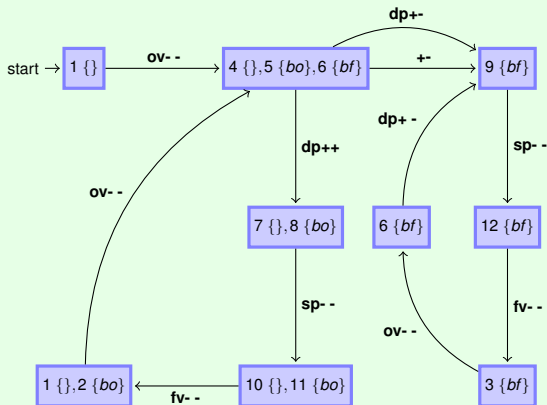 dp+-
ov- -
+-
start
1 {}
4 {},5 {bo},6 {bf}
9 {bf}
dp+ -
dp++
sp- -
ov- -
7 {},8 {bo}
6 {bf}
12 {bf}
sp- -
fv- -
ov- -
1 {},2 {bo}
fv- -
10 {},11 {bo}
3 {bf}